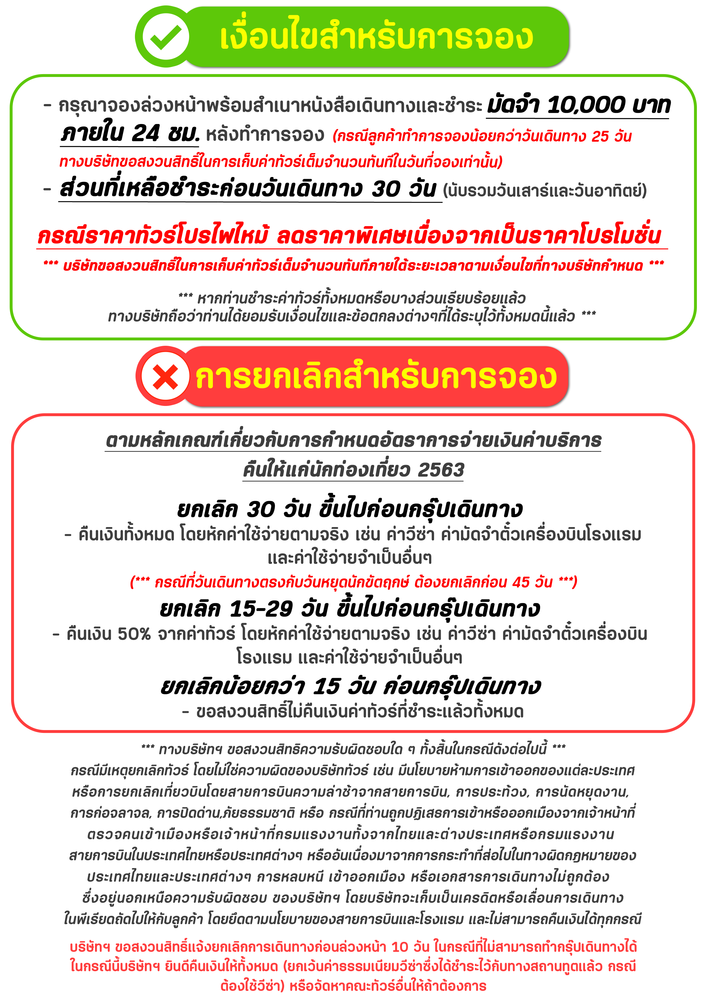 เงื่อนไขสำหรับการจอง
- กรุณาจองล่วงหน้าพร้อมสำเนาหนังสือเดินทางและชำระ มัดจำ 10,000 บาท
ภายใน 24 ชม. หลังทำการจอง (กรณีลูกค้าทำการจองน้อยกว่าวันเดินทาง 25 วัน
ทางบริษัทขอสงวนสิทธิ์ในการเก็บค่าทัวร์เต็มจำนวนทันทีในวันที่จองเท่านั้น)
- ส่วนที่เหลือชำระก่อนวันเดินทาง 30 วัน (นับรวมวันเสาร์และวันอาทิตย์)
กรณีราคาทัวร์โปรไฟไหม้ ลดราคาพิเศษเนื่องจากเป็นราคาโปรโมชั่น
*** บริษัทขอสงวนสิทธิ์ในการเก็บค่าทัวร์เต็มจำนวนทันทีภายใต้ระยะเวลาตามเงื่อนไขที่ทางบริษัทกำหนด ***
*** หากท่านชำระค่าทัวร์ทั้งหมดหรือบางส่วนเรียบร้อยแล้ว
ทางบริษัทถือว่าท่านได้ยอมรับเงื่อนไขและข้อตกลงต่างๆที่ได้ระบุไว้ทั้งหมดนี้แล้ว ***
การยกเลิกสำหรับการจอง
ตามหลักเกณฑ์เกี่ยวกับการกำหนดอัตราการจ่ายเงินค่าบริการ
คืนให้แก่นักท่องเที่ยว 2563
ยกเลิก 30 วัน ขึ้นไปก่อนกรุ๊ปเดินทาง
- คืนเงินทั้งหมด โดยหักค่าใช้จ่ายตามจริง เช่น ค่าวีซ่า ค่ามัดจำตั๋วเครื่องบินโรงแรม
และค่าใช้จ่ายจำเป็นอื่นๆ
(*** กรณีที่วันเดินทางตรงกับวันหยุดนักขัตฤกษ์ ต้องยกเลิกก่อน 45 วัน ***)
ยกเลิก 15-29 วัน ขึ้นไปก่อนกรุ๊ปเดินทาง
- คืนเงิน 50% จากค่าทัวร์ โดยหักค่าใช้จ่ายตามจริง เช่น ค่าวีซ่า ค่ามัดจำตั๋วเครื่องบิน
โรงแรม และค่าใช้จ่ายจำเป็นอื่นๆ
ยกเลิกน้อยกว่า 15 วัน ก่อนกรุ๊ปเดินทาง
- ขอสงวนสิทธิ์ไม่คืนเงินค่าทัวร์ที่ชำระแล้วทั้งหมด
*** ทางบริษัทฯ ขอสงวนสิทธิความรับผิดชอบใด ๆ ทั้งสิ้นในกรณีดังต่อไปนี้ ***
กรณีมีเหตุยกเลิกทัวร์ โดยไม่ใช่ความผิดของบริษัททัวร์ เช่น มีนโยบายห้ามการเข้าออกของแต่ละประเทศ
หรือการยกเลิกเที่ยวบินโดยสายการบินความล่าช้าจากสายการบิน, การประท้วง, การนัดหยุดงาน,
การก่อจลาจล, การปิดด่าน,ภัยธรรมชาติ หรือ กรณีที่ท่านถูกปฏิเสธการเข้าหรือออกเมืองจากเจ้าหน้าที่
ตรวจคนเข้าเมืองหรือเจ้าหน้าที่กรมแรงงานทั้งจากไทยและต่างประเทศหรือกรมแรงงาน
สายการบินในประเทศไทยหรือประเทศต่างๆ หรืออันเนื่องมาจากการกระทำที่ส่อไปในทางผิดกฎหมายของ
ประเทศไทยและประเทศต่างๆ การหลบหนี เข้าออกเมือง หรือเอกสารการเดินทางไม่ถูกต้อง
ซึ่งอยู่นอกเหนือความรับผิดชอบ ของบริษัทฯ โดยบริษัทจะเก็บเป็นเครดิตหรือเลื่อนการเดินทาง
ในพีเรียดถัดไปให้กับลูกค้า โดยยึดตามนโยบายของสายการบินและโรงแรม และไม่สามารถคืนเงินได้ทุกกรณี
บริษัทฯ ขอสงวนสิทธิ์แจ้งยกเลิกการเดินทางก่อนล่วงหน้า 10 วัน ในกรณีที่ไม่สามารถทำกรุ๊ปเดินทางได้
ในกรณีนี้บริษัทฯ ยินดีคืนเงินให้ทั้งหมด (ยกเว้นค่าธรรมเนียมวีซ่าซึ่งได้ชำระไว้กับทางสถานทูตแล้ว กรณี
ต้องใช้วีซ่า) หรือจัดหาคณะทัวร์อื่นให้ถ้าต้องการ